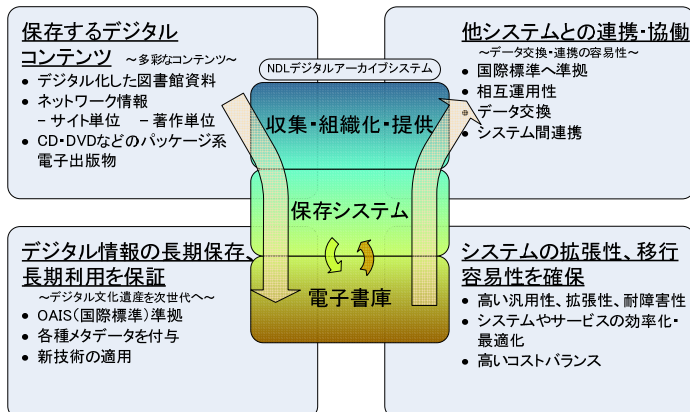 保存するデジタル
コンテンツ ～多彩なコンテンツ～
• デジタル化した図書館資料
• ネットワーク情報
－サイト単位 －著作単位
• CD・DVDなどのパッケージ系
電子出版物
他システムとの連携・協働
～データ交換・連携の容易性～
• 国際標準へ準拠
• 相互運用性
• データ交換
• システム間連携
NDLデジタルアーカイブシステム
収集・組織化・提供
保存システム
電子書庫
デジタル情報の長期保存、
長期利用を保証
～デジタル文化遺産を次世代へ～
• OAIS（国際標準）準拠
• 各種メタデータを付与
• 新技術の適用
システムの拡張性、移行
容易性を確保
• 高い汎用性、拡張性、耐障害性
• システムやサービスの効率化・
最適化
• 高いコストバランス